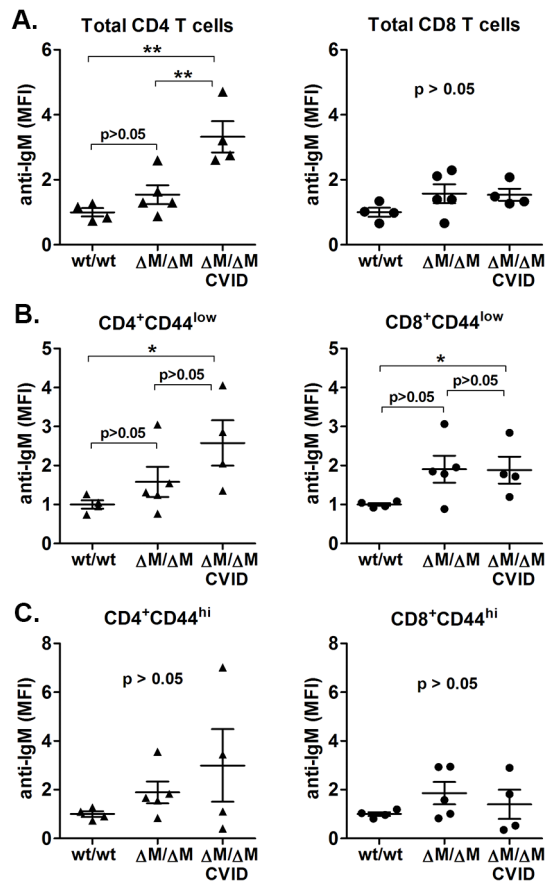 A.
Total CD4 T cells
Total CD8 T cells
anti-IgM (MFI)
6
4
2
0
**
**
p>0.05
wt/wt
ΔM/ΔM
ΔM/ΔM
CVID
anti-IgM (MFI)
6
4
2
0
p > 0.05
wt/wt
ΔM/ΔM
ΔM/ΔM
CVID
B.
CD4⁺CD44ˡᵒʷ
CD8⁺CD44ˡᵒʷ
anti-IgM (MFI)
5
4
3
2
1
0
*
p>0.05
p>0.05
wt/wt
ΔM/ΔM
ΔM/ΔM
CVID
anti-IgM (MFI)
5
4
3
2
1
0
*
p>0.05
p>0.05
wt/wt
ΔM/ΔM
ΔM/ΔM
CVID
C.
CD4⁺CD44ʰⁱ
CD8⁺CD44ʰⁱ
anti-IgM (MFI)
8
6
4
2
0
p > 0.05
wt/wt
ΔM/ΔM
ΔM/ΔM
CVID
anti-IgM (MFI)
8
6
4
2
0
p > 0.05
wt/wt
ΔM/ΔM
ΔM/ΔM
CVID